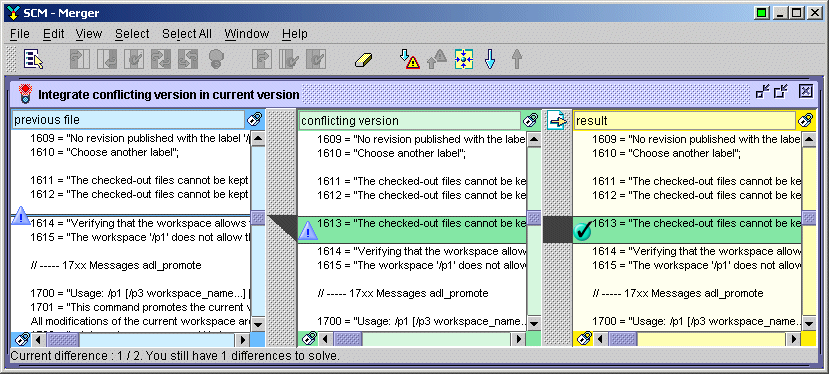 SCM - Merger
File Edit View Select Select All Window Help
Integrate conflicting version in current version
previous file
1609 = "No revision published with the label '/
1610 = "Choose another label";
1611 = "The checked-out files cannot be kept
1612 = "The checked-out files cannot be kept
1614 = "Verifying that the workspace allows
1615 = "The workspace '/p1' does not allow th
// ----- 17xx Messages adl_promote
1700 = "Usage: /p1 [/p3 workspace_name...] [
1701 = "This command promotes the current v
All modifications of the current workspace are
conflicting version
1609 = "No revision published with the labe
1610 = "Choose another label";
1611 = "The checked-out files cannot be ke
1612 = "The checked-out files cannot be ke
1613 = "The checked-out files cannot be ke
1614 = "Verifying that the workspace allow
1615 = "The workspace '/p1' does not allow
// ----- 17xx Messages adl_promote
1700 = "Usage: /p1 [/p3 workspace_name...
result
1609 = "No revision published with the labe
1610 = "Choose another label";
1611 = "The checked-out files cannot be ke
1612 = "The checked-out files cannot be ke
1613 = "The checked-out files cannot be ke
1614 = "Verifying that the workspace allow
1615 = "The workspace '/p1' does not allow
// ----- 17xx Messages adl_promote
1700 = "Usage: /p1 [/p3 workspace_name...
Current difference : 1 / 2. You still have 1 differences to solve.